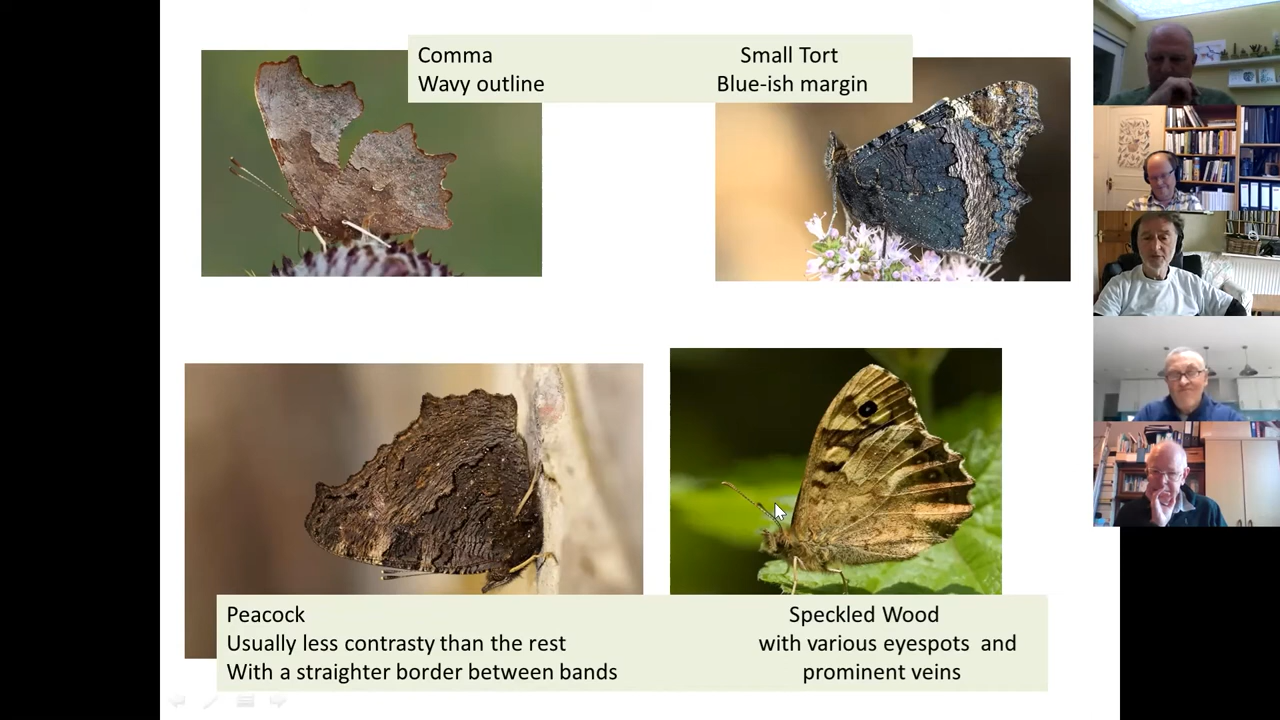 Comma
Wavy outline
Small Tort
Blue-ish margin
Peacock
Usually less contrasty than the rest
With a straighter border between bands
Speckled Wood
with various eyespots and
prominent veins